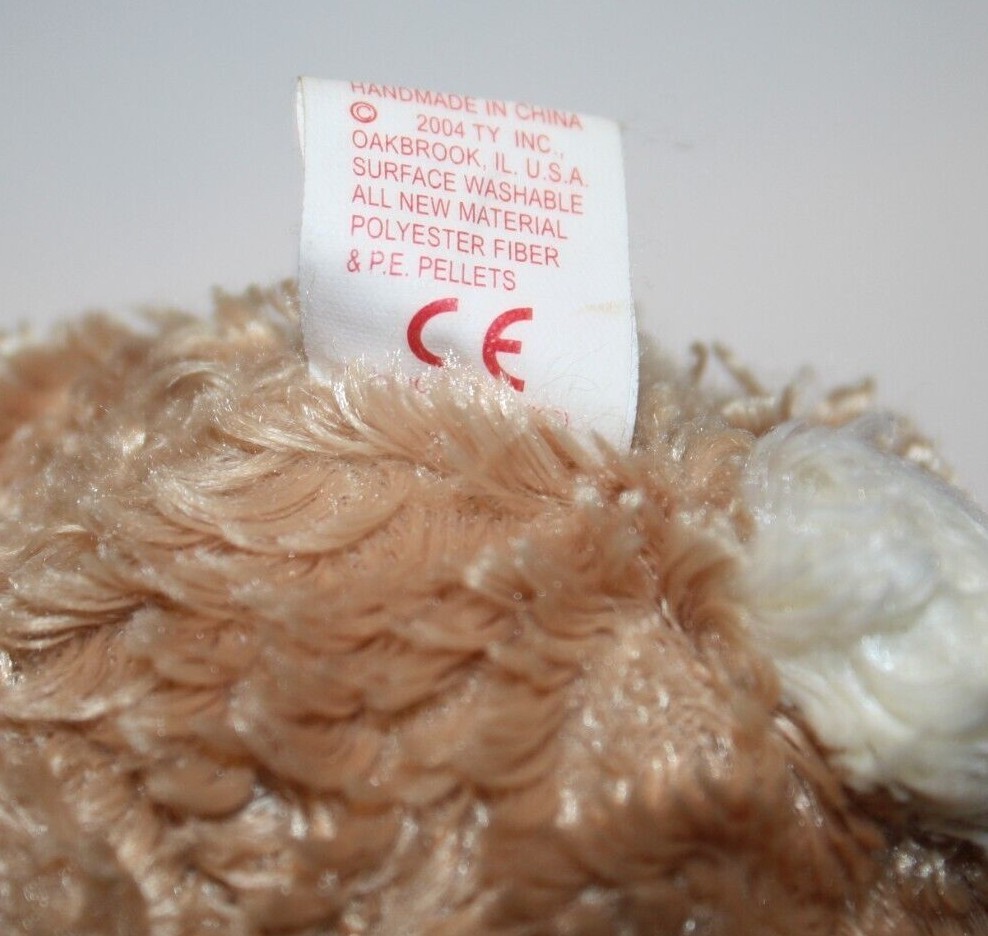 HANDMADE IN CHINA
© 2004 TY INC.,
OAKBROOK, IL. U.S.A.
SURFACE WASHABLE
ALL NEW MATERIAL
POLYESTER FIBER
& P.E. PELLETS
CE